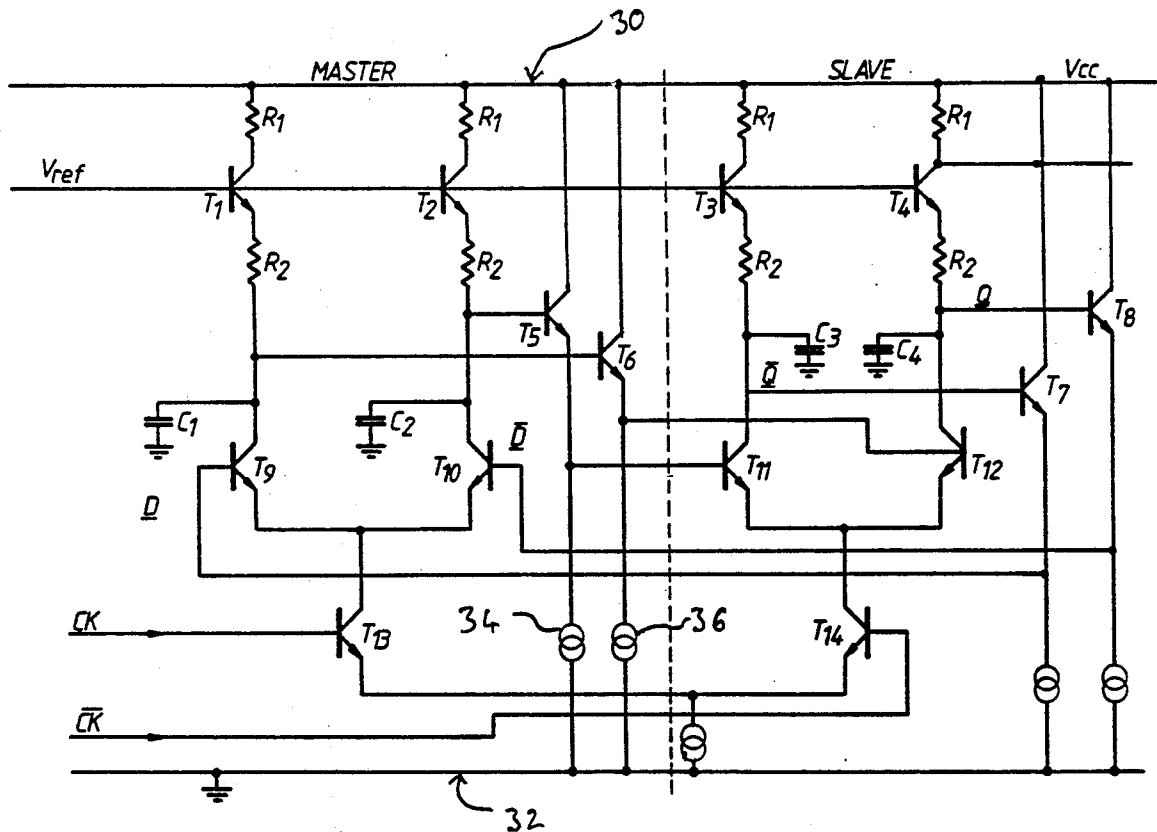 30
MASTER
SLAVE
Vcc
R1
R1
R1
R1
Vref
T1
T2
T3
T4
R2
R2
R2
R2
Q
T5
T8
C3
C4
T6
Q̅
T7
C1
C2
D̅
T9
T10
T11
T12
D
34
36
CK
T13
T14
C̅K̅
32